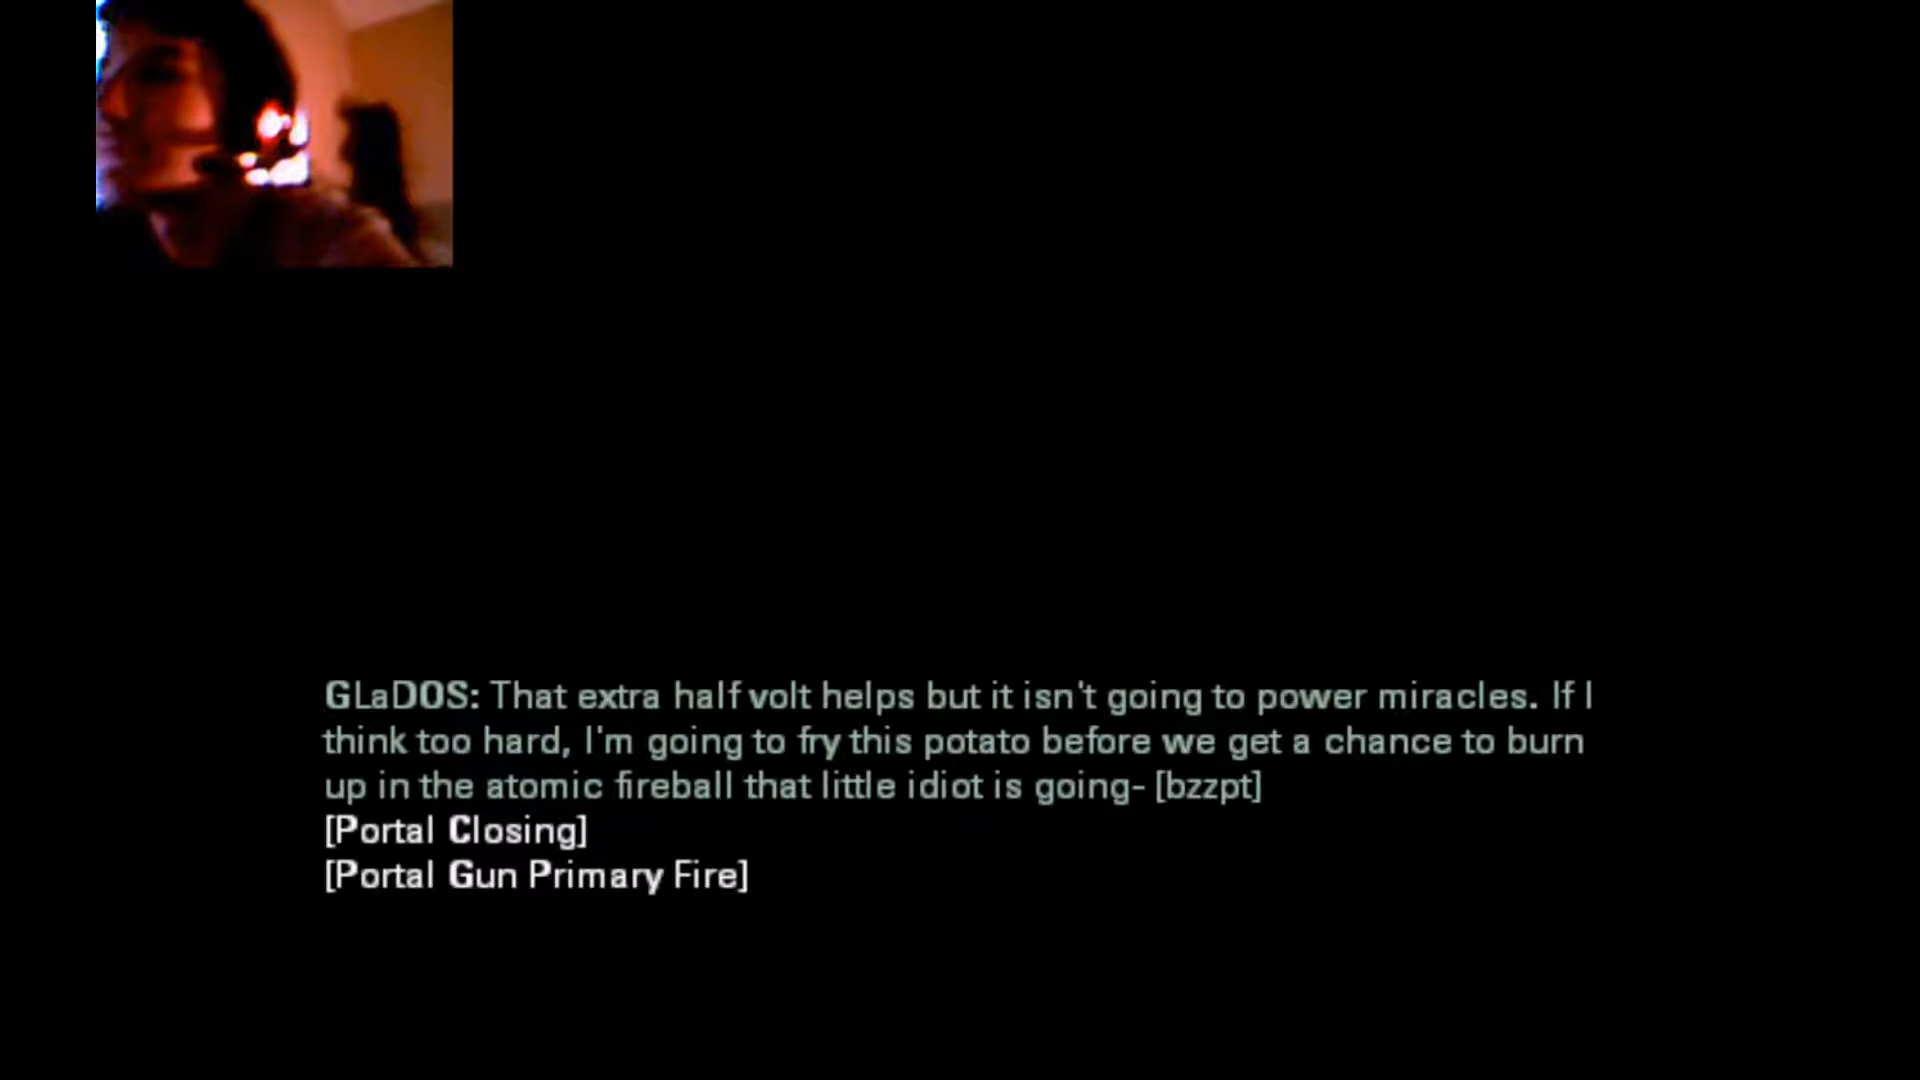 GLaDOS: That extra half volt helps but it isn't going to power miracles. If I
think too hard, I'm going to fry this potato before we get a chance to burn
up in the atomic fireball that little idiot is going- [bzzpt]
[Portal Closing]
[Portal Gun Primary Fire]